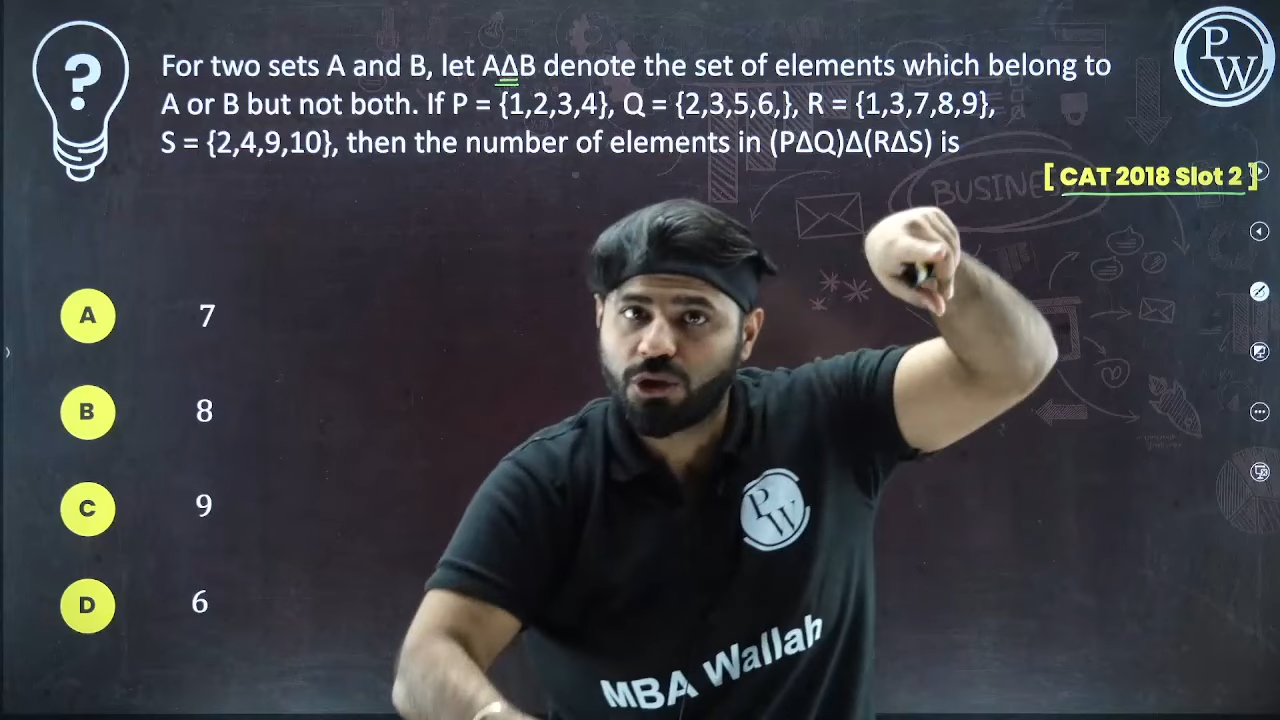 ?
For two sets A and B, let AΔB denote the set of elements which belong to
A or B but not both. If P = {1,2,3,4}, Q = {2,3,5,6,}, R = {1,3,7,8,9},
S = {2,4,9,10}, then the number of elements in (PΔQ)Δ(RΔS) is
[ CAT 2018 Slot 2 ]
PW
A 7
B 8
C 9
D 6
PW
MBA Wallah